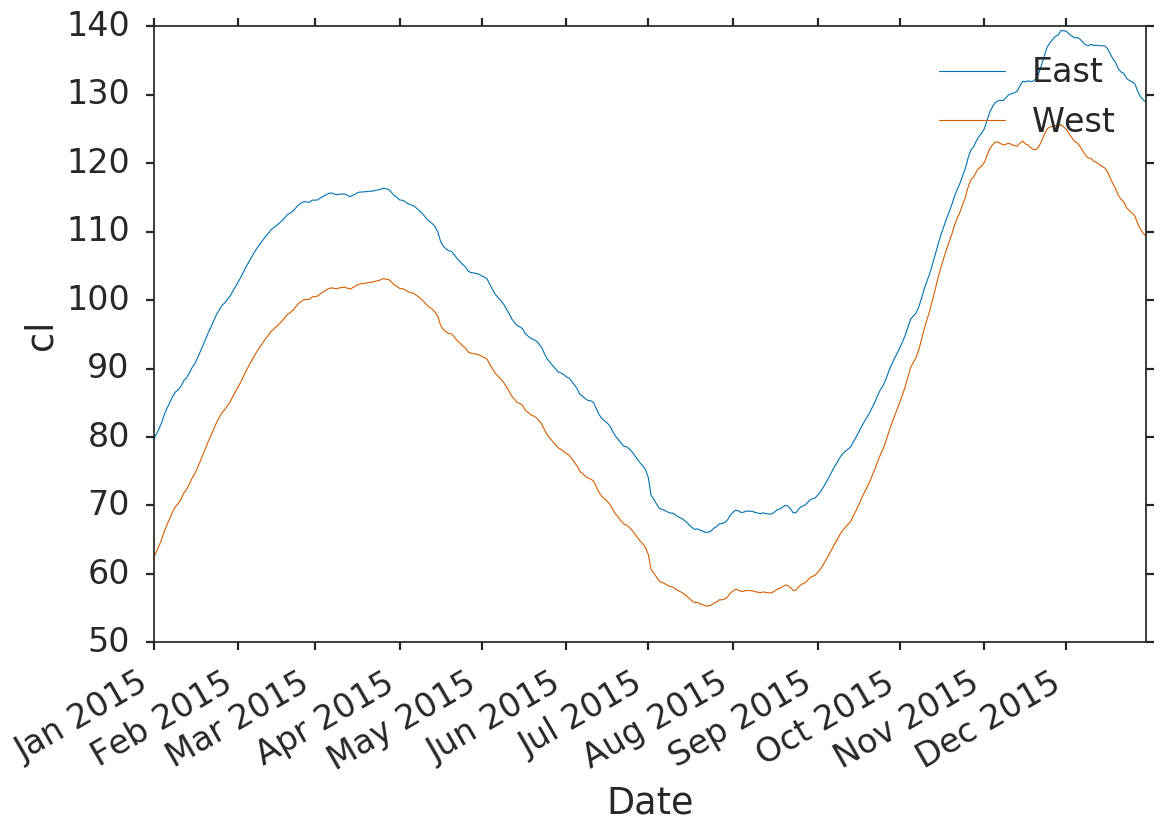 140
130
120
110
100
90
80
70
60
50
cl
East
West
Jan 2015
Feb 2015
Mar 2015
Apr 2015
May 2015
Jun 2015
Jul 2015
Aug 2015
Sep 2015
Oct 2015
Nov 2015
Dec 2015
Date